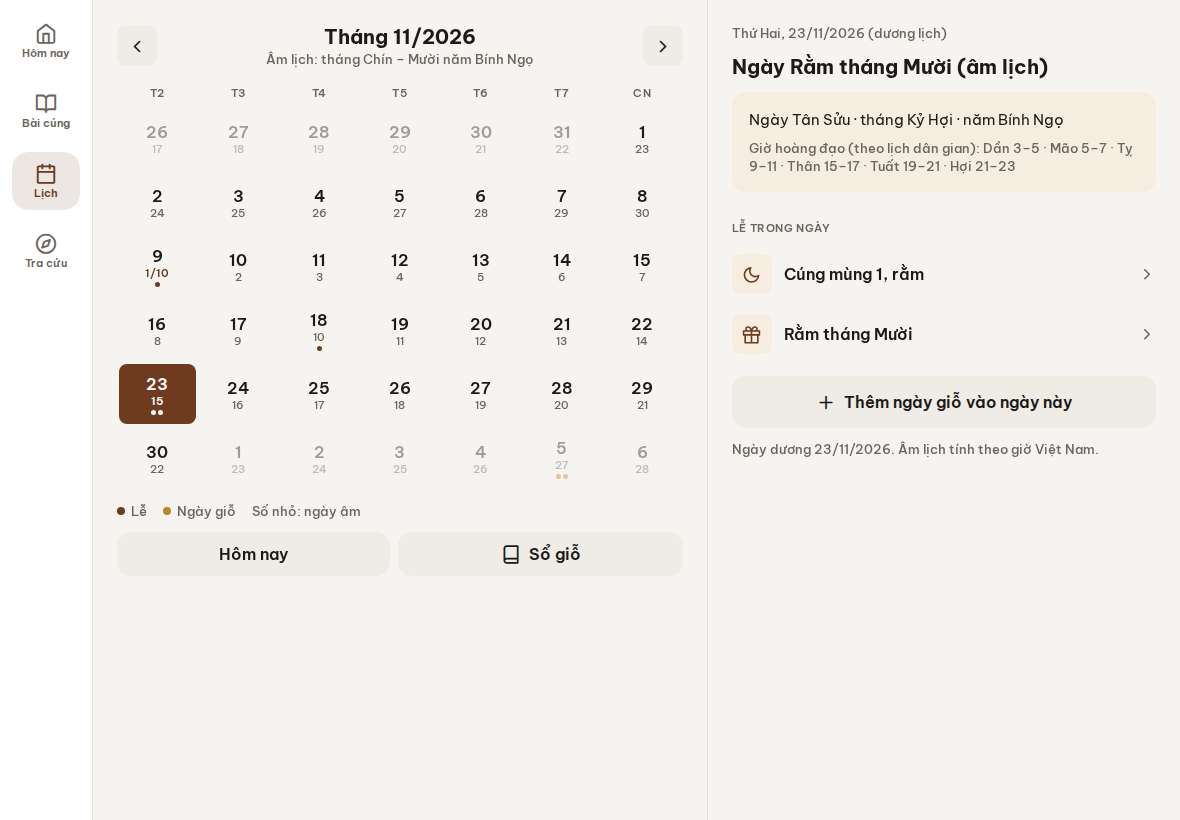 Hôm nay
Bài cúng
Lịch
Tra cứu
Tháng 11/2026
Âm lịch: tháng Chín – Mười năm Bính Ngọ
T2 T3 T4 T5 T6 T7 CN
26 27 28 29 30 31 1
17 18 19 20 21 22 23
2 3 4 5 6 7 8
24 25 26 27 28 29 30
9 10 11 12 13 14 15
1/10 2 3 4 5 6 7
16 17 18 19 20 21 22
8 9 10 11 12 13 14
23 24 25 26 27 28 29
15 16 17 18 19 20 21
30 1 2 3 4 5 6
22 23 24 25 26 27 28
Lễ Ngày giỗ Số nhỏ: ngày âm
Hôm nay
Sổ giỗ
Thứ Hai, 23/11/2026 (dương lịch)
Ngày Rằm tháng Mười (âm lịch)
Ngày Tân Sửu · tháng Kỷ Hợi · năm Bính Ngọ
Giờ hoàng đạo (theo lịch dân gian): Dần 3–5 · Mão 5–7 · Tỵ
9–11 · Thân 15–17 · Tuất 19–21 · Hợi 21–23
LỄ TRONG NGÀY
Cúng mùng 1, rằm
Rằm tháng Mười
Thêm ngày giỗ vào ngày này
Ngày dương 23/11/2026. Âm lịch tính theo giờ Việt Nam.